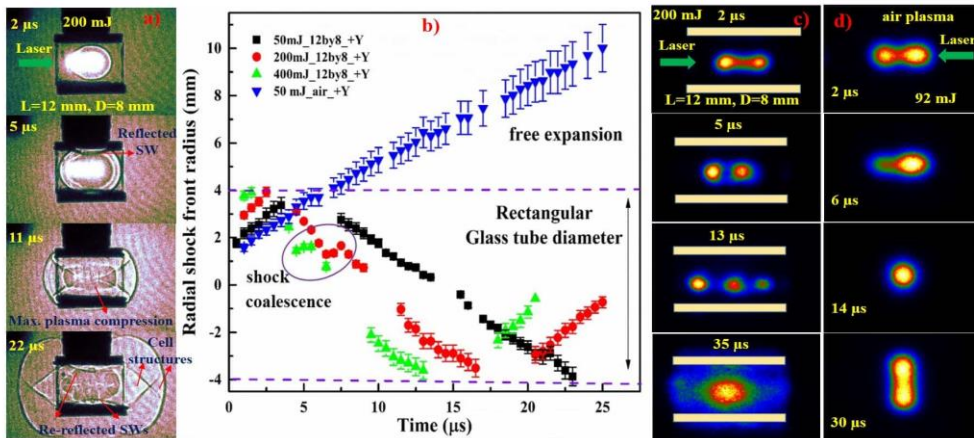 2 µs
200 mJ
a)
Laser
L=12 mm, D=8 mm
5 µs
Reflected
SW
11 µs
Max. plasma compression
22 µs
Cell
structures
Re-reflected SWs
b)
Radial shock front radius (mm)
10
8
6
4
2
0
-2
-4
50mJ_12by8_+Y
200mJ_12by8_+Y
400mJ_12by8_+Y
50 mJ_air_+Y
free expansion
Rectangular
Glass tube diameter
shock
coalescence
0 5 10 15 20 25
Time (µs)
200 mJ
2 µs
c)
Laser
L=12 mm, D=8 mm
5 µs
13 µs
35 µs
d)
air plasma
Laser
2 µs
92 mJ
6 µs
14 µs
30 µs